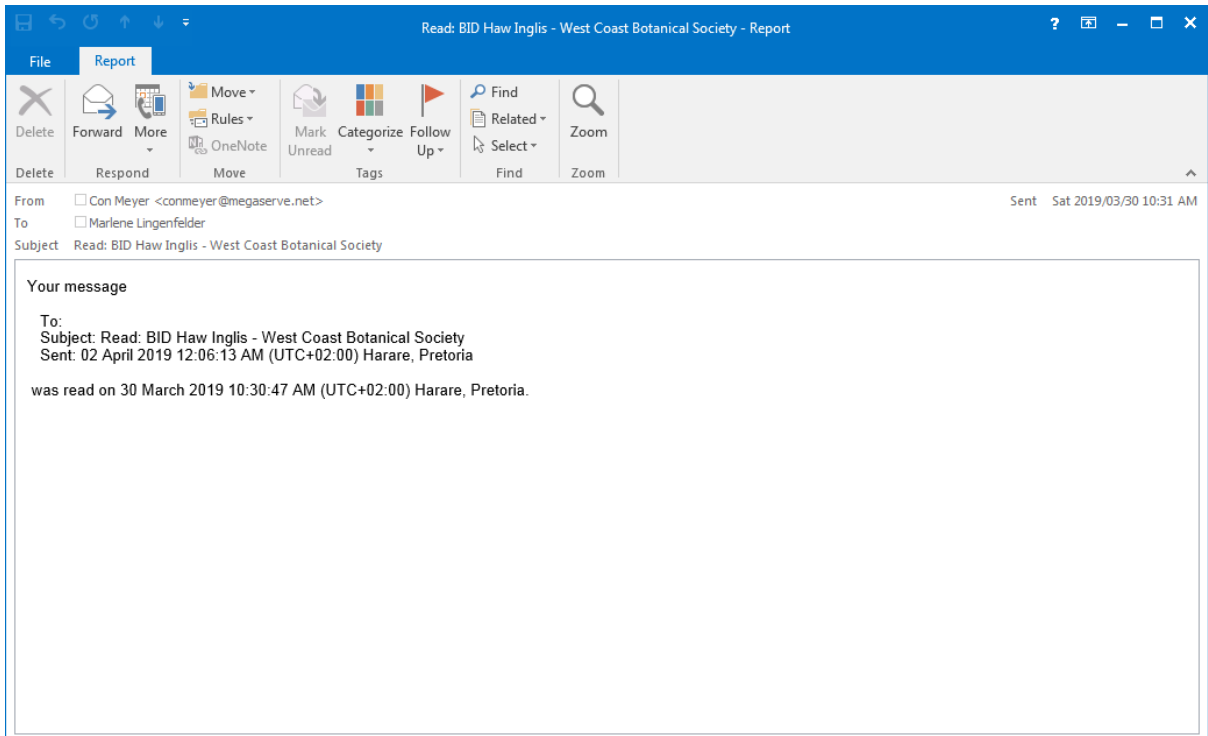 Read: BID Haw Inglis - West Coast Botanical Society - Report
File Report
Delete Forward More Move Rules OneNote Mark Unread Categorize Follow Up Find Related Select Zoom
Delete Respond Move Tags Find Zoom
From Con Meyer <conmeyer@megaserve.net> Sent Sat 2019/03/30 10:31 AM
To Marlene Lingenfelder
Subject Read: BID Haw Inglis - West Coast Botanical Society
Your message
To:
Subject: Read: BID Haw Inglis - West Coast Botanical Society
Sent: 02 April 2019 12:06:13 AM (UTC+02:00) Harare, Pretoria
was read on 30 March 2019 10:30:47 AM (UTC+02:00) Harare, Pretoria.